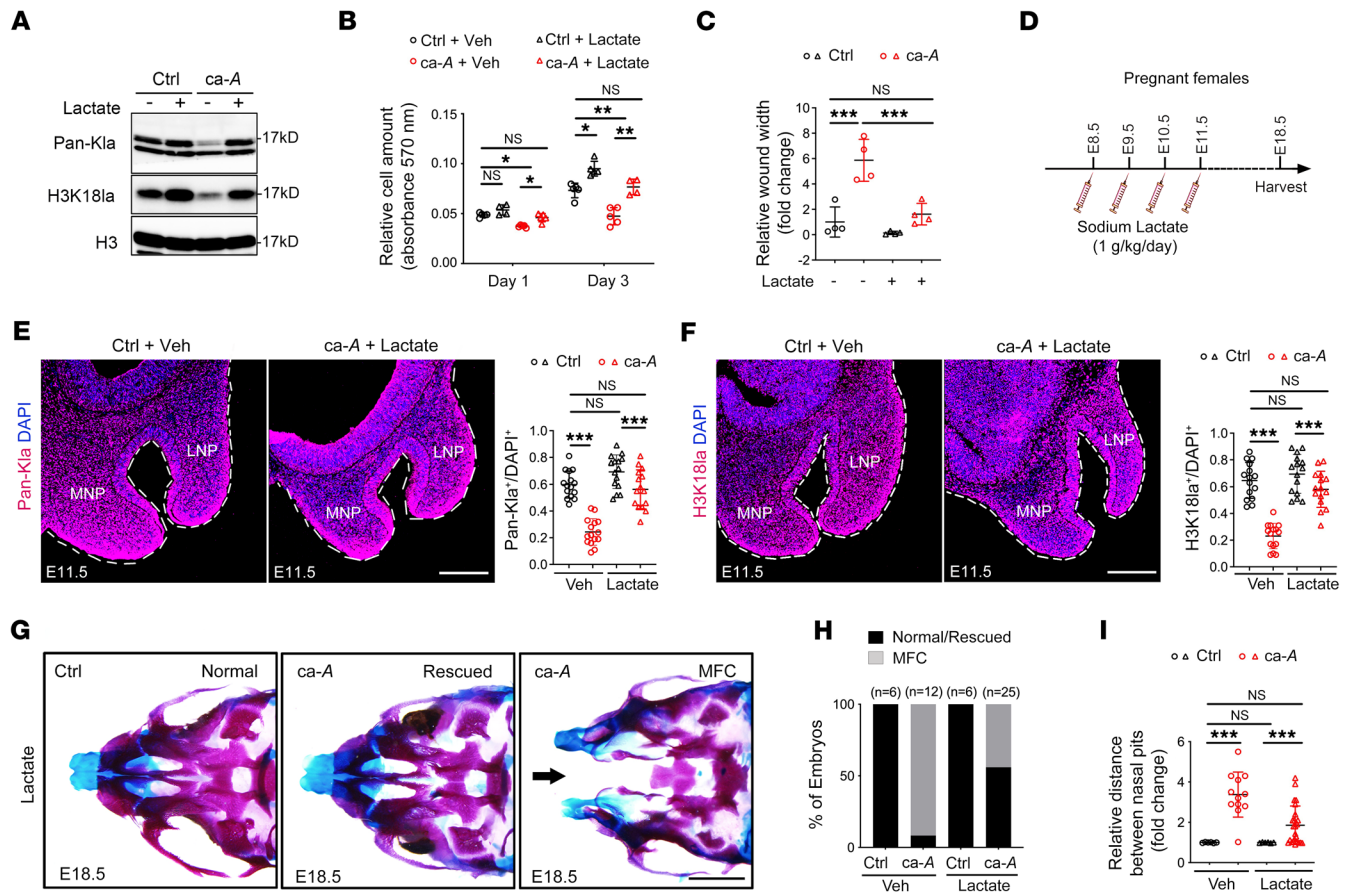 A
Ctrl ca-A
Lactate - + - +
Pan-Kla
-17kD
H3K18la
-17kD
H3
-17kD
B
Ctrl + Veh Ctrl + Lactate
ca-A + Veh ca-A + Lactate
Relative cell amount
(absorbance 570 nm)
0.15
0.10
0.05
0.00
NS
*
NS
*
NS
**
*
**
Day 1 Day 3
C
Ctrl ca-A
Relative wound width
(fold change)
10
8
6
4
2
0
-2
NS
*** ***
Lactate - - + +
D
Pregnant females
E8.5
E9.5
E10.5
E11.5
E18.5
Harvest
Sodium Lactate
(1 g/kg/day)
E
Pan-Kla DAPI
Ctrl + Veh
MNP
LNP
E11.5
ca-A + Lactate
MNP
LNP
E11.5
Ctrl ca-A
Pan-Kla+/DAPI+
1.0
0.8
0.6
0.4
0.2
0.0
NS
NS
*** ***
Veh Lactate
F
H3K18la DAPI
Ctrl + Veh
MNP
LNP
E11.5
ca-A + Lactate
MNP
LNP
E11.5
Ctrl ca-A
H3K18la+/DAPI+
1.0
0.8
0.6
0.4
0.2
0.0
NS
NS
*** ***
Veh Lactate
G
Lactate
Ctrl Normal
E18.5
ca-A Rescued
E18.5
ca-A MFC
E18.5
H
Normal/Rescued
MFC
% of Embryos
100
50
0
(n=6) (n=12) (n=6) (n=25)
Ctrl ca-A Ctrl ca-A
Veh Lactate
I
Ctrl ca-A
Relative distance
between nasal pits
(fold change)
6
4
2
0
NS
NS
*** ***
Veh Lactate